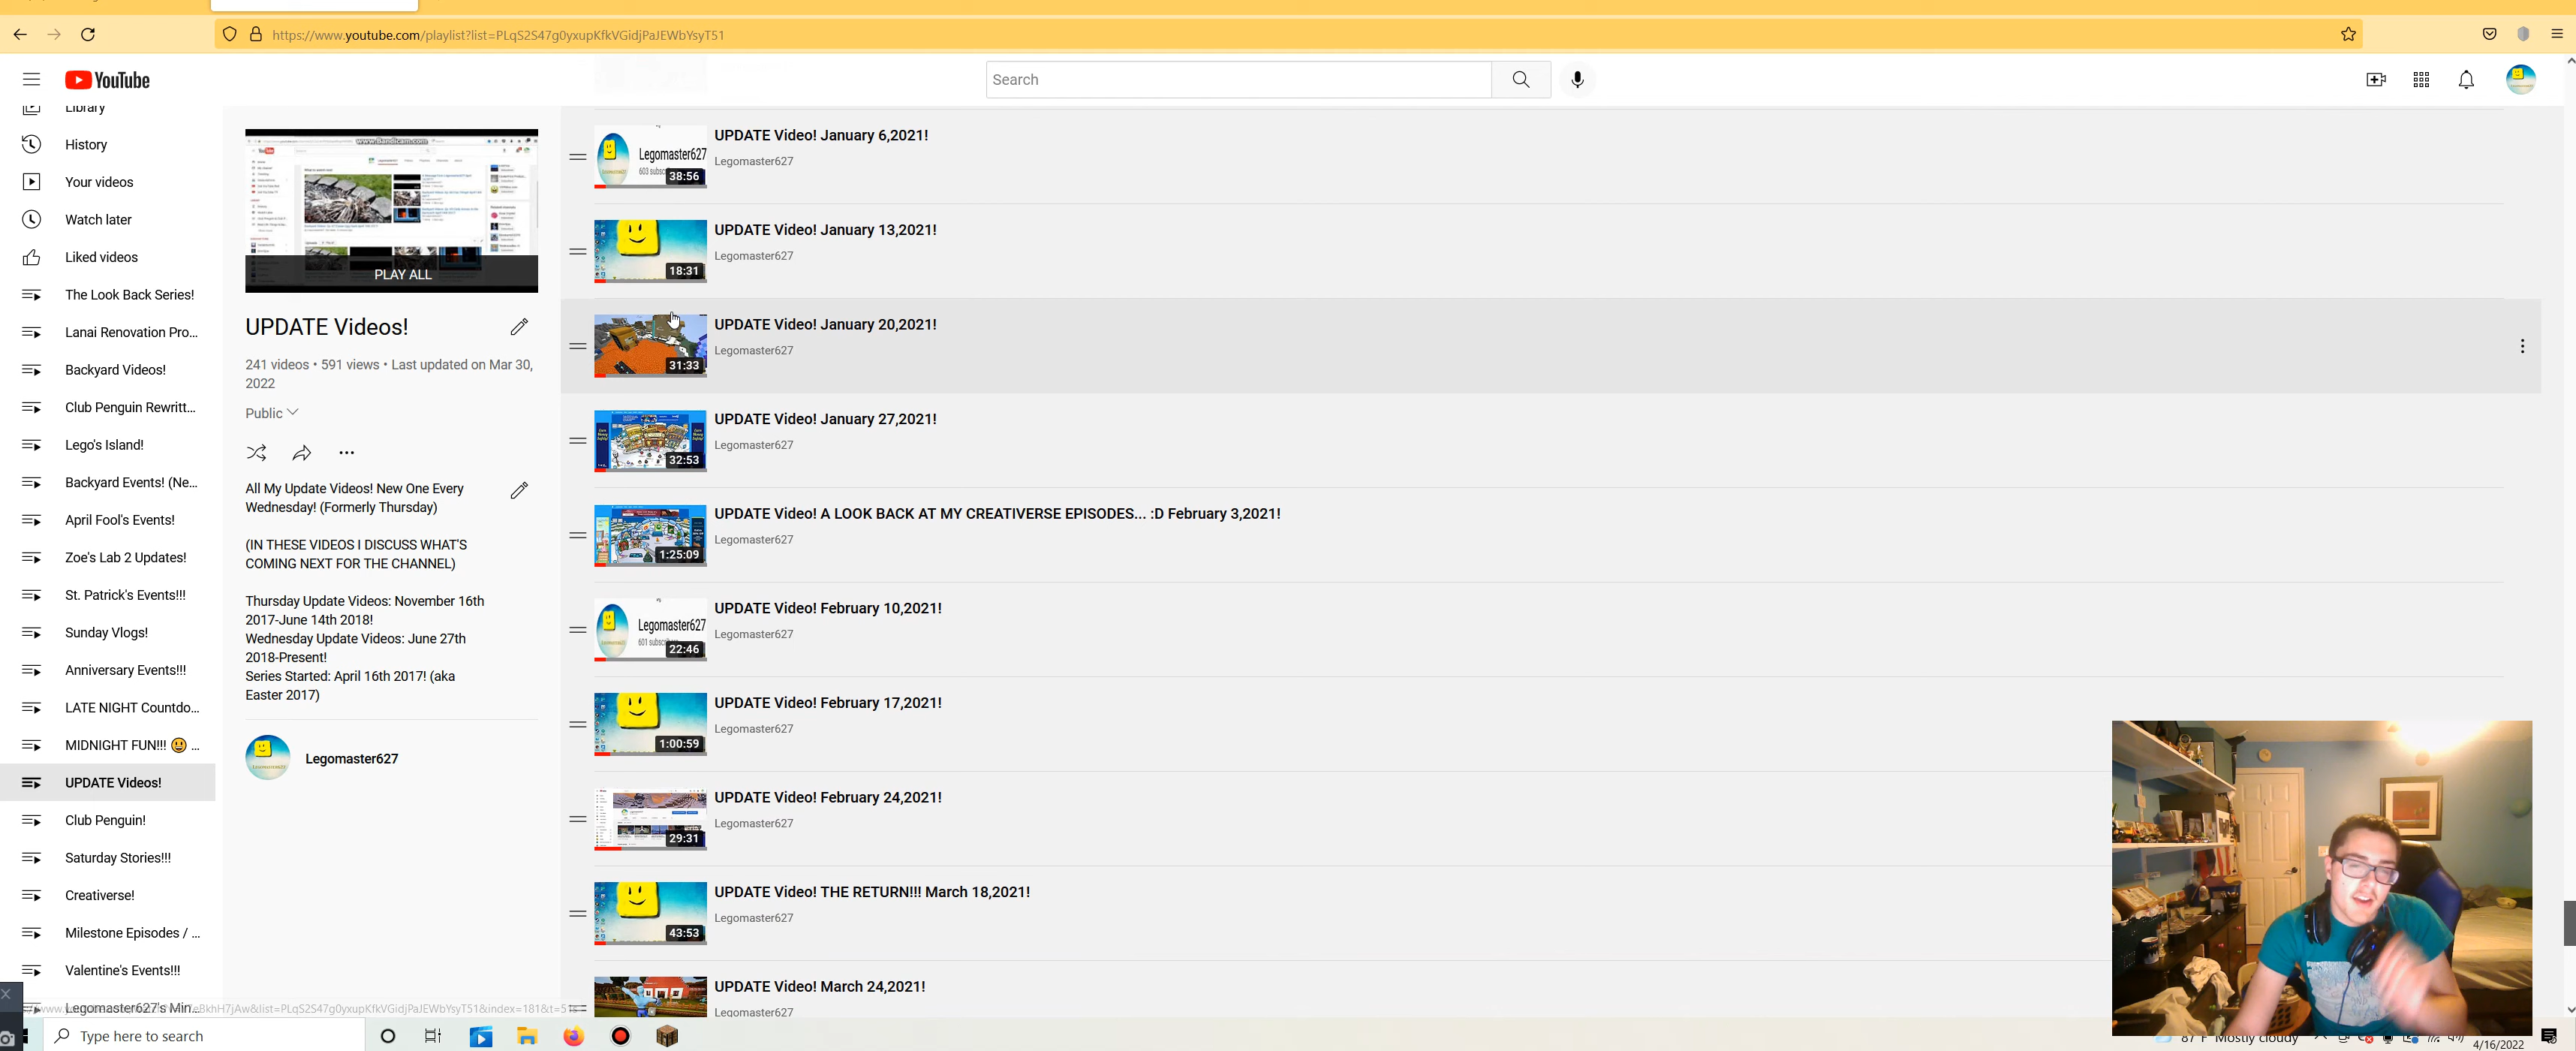 https://www.youtube.com/playlist?list=PLqS2S47g0yxupKfkVGidjPaJEWbYsyT51
YouTube
Search
Library
History
Your videos
Watch later
Liked videos
The Look Back Series!
Lanai Renovation Pro...
Backyard Videos!
Club Penguin Rewritt...
Lego's Island!
Backyard Events! (Ne...
April Fool's Events!
Zoe's Lab 2 Updates!
St. Patrick's Events!!!
Sunday Vlogs!
Anniversary Events!!!
LATE NIGHT Countdo...
MIDNIGHT FUN!!! 😃 ...
UPDATE Videos!
Club Penguin!
Saturday Stories!!!
Creativerse!
Milestone Episodes / ...
Valentine's Events!!!
Legomaster627's Min...
www.Bandicam.com
PLAY ALL
UPDATE Videos!
241 videos • 591 views • Last updated on Mar 30,
2022
Public
All My Update Videos! New One Every
Wednesday! (Formerly Thursday)
(IN THESE VIDEOS I DISCUSS WHAT'S
COMING NEXT FOR THE CHANNEL)
Thursday Update Videos: November 16th
2017-June 14th 2018!
Wednesday Update Videos: June 27th
2018-Present!
Series Started: April 16th 2017! (aka
Easter 2017)
Legomaster627
Legomaster627
603 subsc
38:56
UPDATE Video! January 6,2021!
Legomaster627
18:31
UPDATE Video! January 13,2021!
Legomaster627
31:33
UPDATE Video! January 20,2021!
Legomaster627
32:53
UPDATE Video! January 27,2021!
Legomaster627
1:25:09
UPDATE Video! A LOOK BACK AT MY CREATIVERSE EPISODES... :D February 3,2021!
Legomaster627
Legomaster627
601 subsc
22:46
UPDATE Video! February 10,2021!
Legomaster627
1:00:59
UPDATE Video! February 17,2021!
Legomaster627
29:31
UPDATE Video! February 24,2021!
Legomaster627
43:53
UPDATE Video! THE RETURN!!! March 18,2021!
Legomaster627
UPDATE Video! March 24,2021!
Legomaster627
Type here to search
87°F Mostly cloudy
4/16/2022